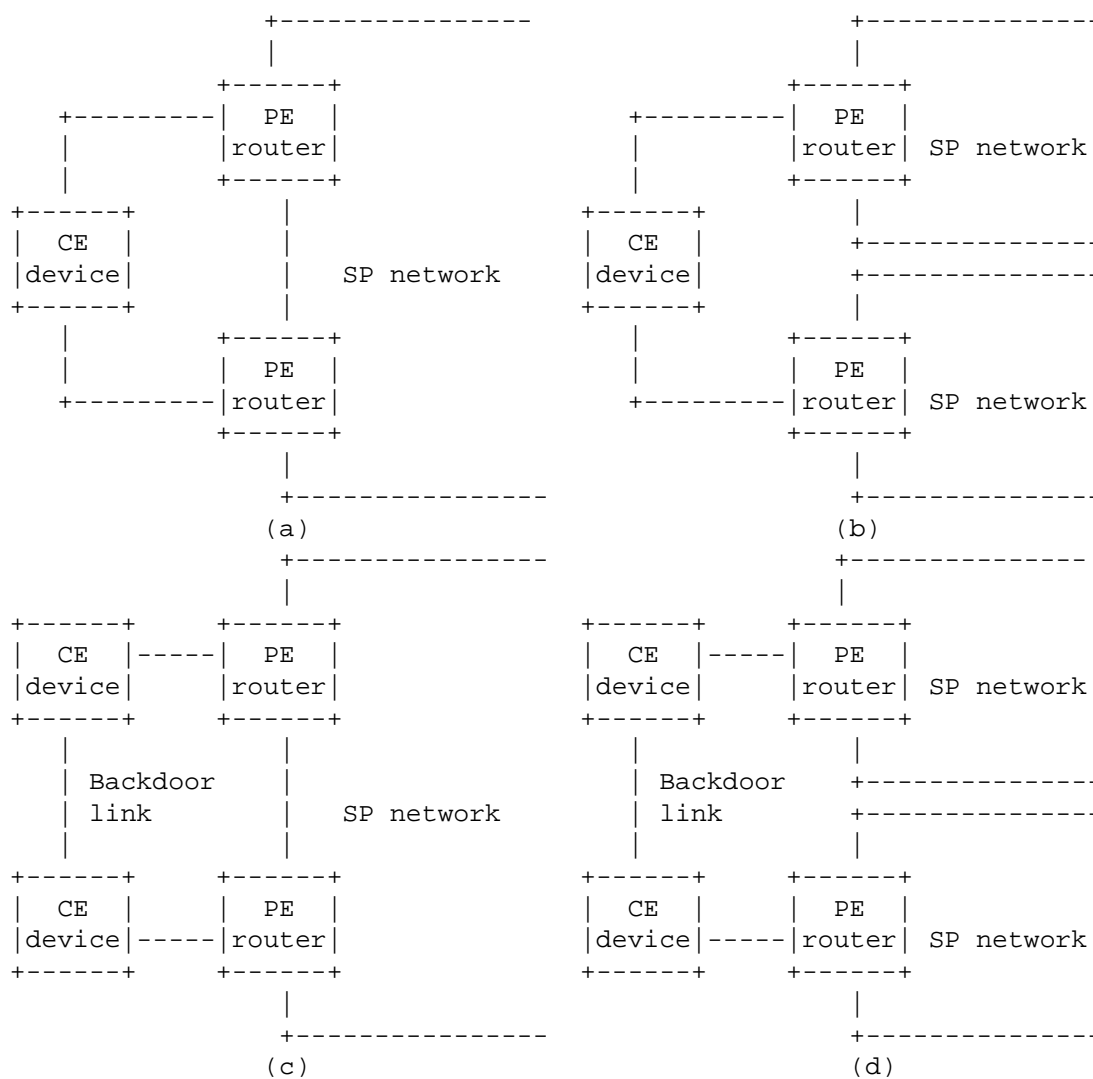 PE PE
router router SP network
CE CE
device SP network device
PE PE
router router SP network
(a) (b)
CE PE CE PE
device router device router SP network
Backdoor Backdoor
link SP network link
CE PE CE PE
device router device router SP network
(c) (d)